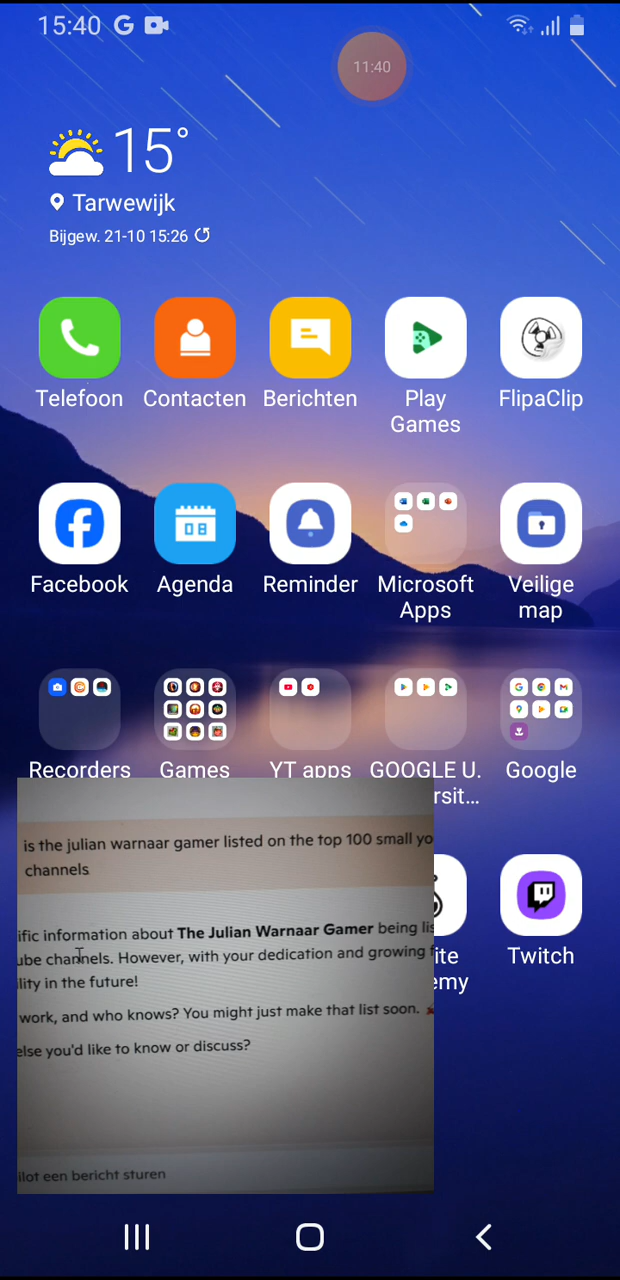 15:40
11:40
15°
Tarwewijk
Bijgew. 21-10 15:26
Telefoon
Contacten
Berichten
Play Games
FlipaClip
Facebook
Agenda
08
Reminder
Microsoft Apps
Veilige map
Recorders
Games
YT apps
GOOGLE U.
rsit...
Google
is the julian warnaar gamer listed on the top 100 small yo
channels
ific information about The Julian Warnaar Gamer being lis
ube channels. However, with your dedication and growing f
lity in the future!
work, and who knows? You might just make that list soon.
else you'd like to know or discuss?
ilot een bericht sturen
ite
emy
Twitch